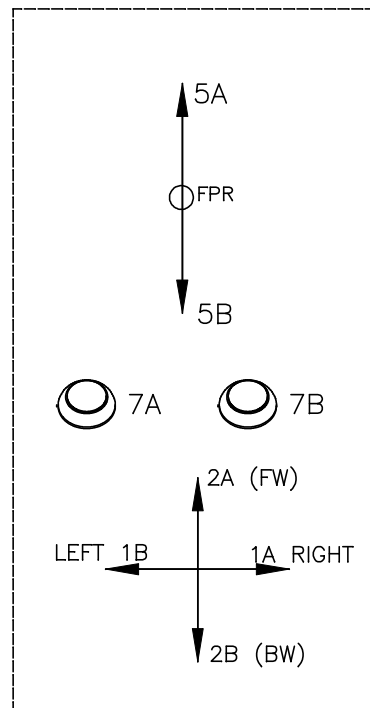 5A
FPR
5B
7A
7B
2A (FW)
LEFT 1B
1A RIGHT
2B (BW)